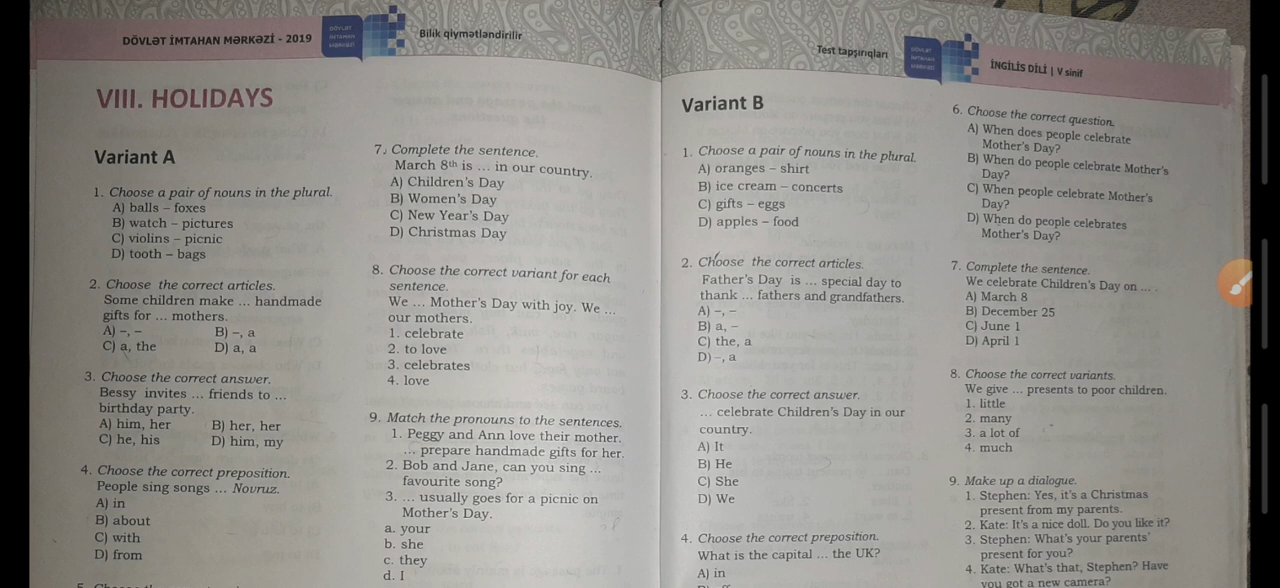 DÖVLƏT İMTAHAN MƏRKƏZİ - 2019
DÖVLƏT
İMTAHAN
MƏRKƏZİ
Bilik qiymətləndirilir
VIII. HOLIDAYS
Variant A
1. Choose a pair of nouns in the plural.
A) balls – foxes
B) watch – pictures
C) violins – picnic
D) tooth – bags
2. Choose the correct articles.
Some children make ... handmade
gifts for ... mothers.
A) –, – B) –, a
C) a, the D) a, a
3. Choose the correct answer.
Bessy invites ... friends to ...
birthday party.
A) him, her B) her, her
C) he, his D) him, my
4. Choose the correct preposition.
People sing songs ... Novruz.
A) in
B) about
C) with
D) from
7. Complete the sentence.
March 8th is ... in our country.
A) Children's Day
B) Women's Day
C) New Year's Day
D) Christmas Day
8. Choose the correct variant for each
sentence.
We ... Mother's Day with joy. We ...
our mothers.
1. celebrate
2. to love
3. celebrates
4. love
9. Match the pronouns to the sentences.
1. Peggy and Ann love their mother.
... prepare handmade gifts for her.
2. Bob and Jane, can you sing ...
favourite song?
3. ... usually goes for a picnic on
Mother's Day.
a. your
b. she
c. they
d. I
Test tapşırıqları
DÖVLƏT
İMTAHAN
MƏRKƏZİ
İNGİLİS DİLİ | V sinif
Variant B
1. Choose a pair of nouns in the plural.
A) oranges – shirt
B) ice cream – concerts
C) gifts – eggs
D) apples – food
2. Choose the correct articles.
Father's Day is ... special day to
thank ... fathers and grandfathers.
A) –, –
B) a, –
C) the, a
D) –, a
3. Choose the correct answer.
... celebrate Children's Day in our
country.
A) It
B) He
C) She
D) We
4. Choose the correct preposition.
What is the capital ... the UK?
A) in
6. Choose the correct question.
A) When does people celebrate
Mother's Day?
B) When do people celebrate Mother's
Day?
C) When people celebrate Mother's
Day?
D) When do people celebrates
Mother's Day?
7. Complete the sentence.
We celebrate Children's Day on ... .
A) March 8
B) December 25
C) June 1
D) April 1
8. Choose the correct variants.
We give ... presents to poor children.
1. little
2. many
3. a lot of
4. much
9. Make up a dialogue.
1. Stephen: Yes, it's a Christmas
present from my parents.
2. Kate: It's a nice doll. Do you like it?
3. Stephen: What's your parents'
present for you?
4. Kate: What's that, Stephen? Have
you got a new camera?